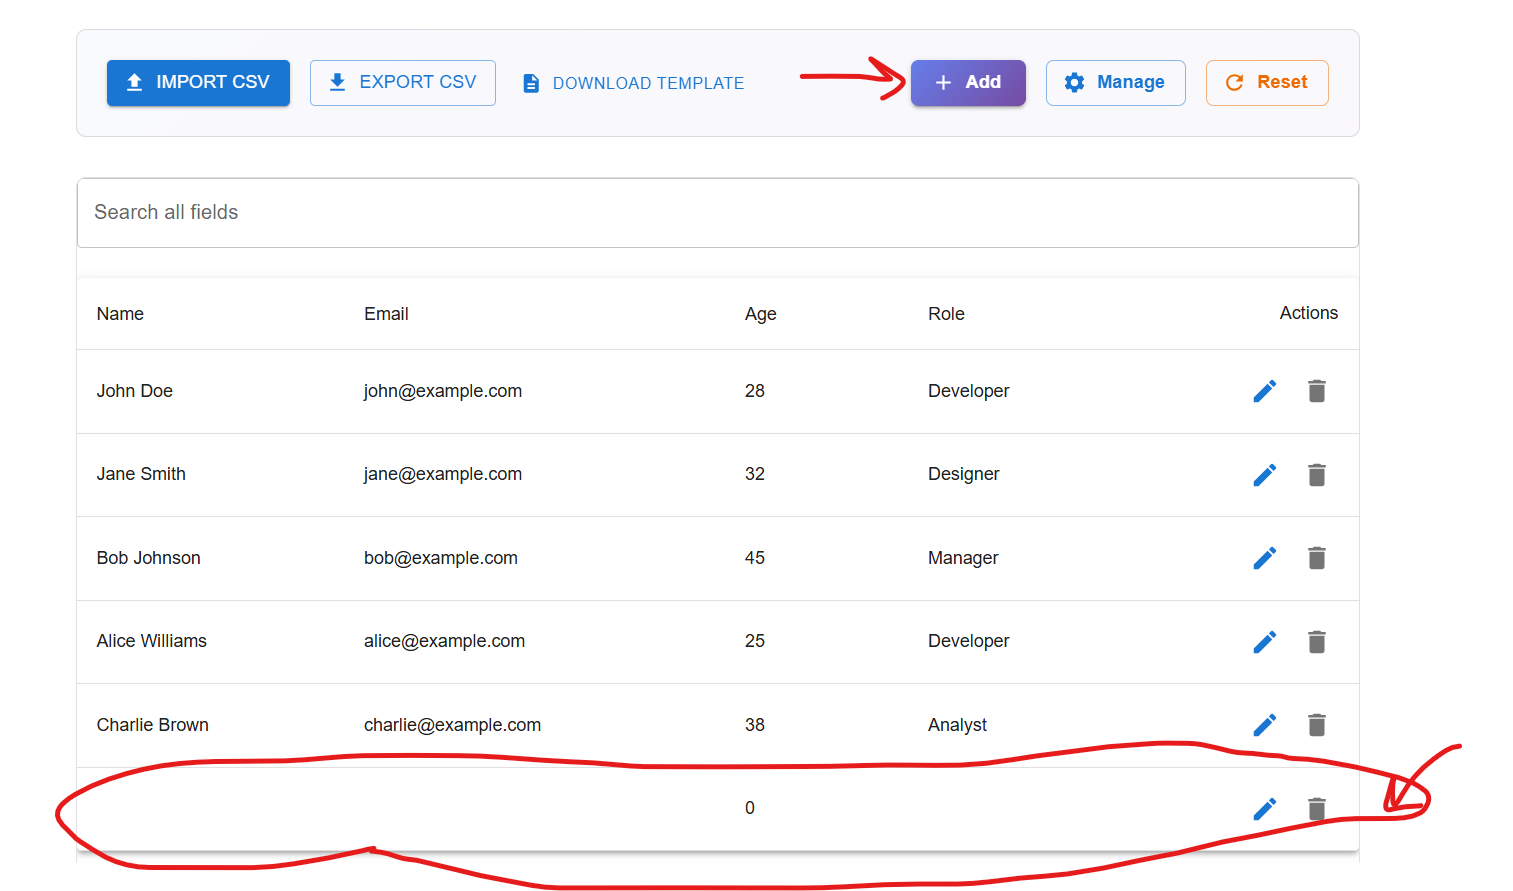 IMPORT CSV EXPORT CSV DOWNLOAD TEMPLATE Add Manage Reset
Search all fields
Name Email Age Role Actions
John Doe john@example.com 28 Developer
Jane Smith jane@example.com 32 Designer
Bob Johnson bob@example.com 45 Manager
Alice Williams alice@example.com 25 Developer
Charlie Brown charlie@example.com 38 Analyst
0